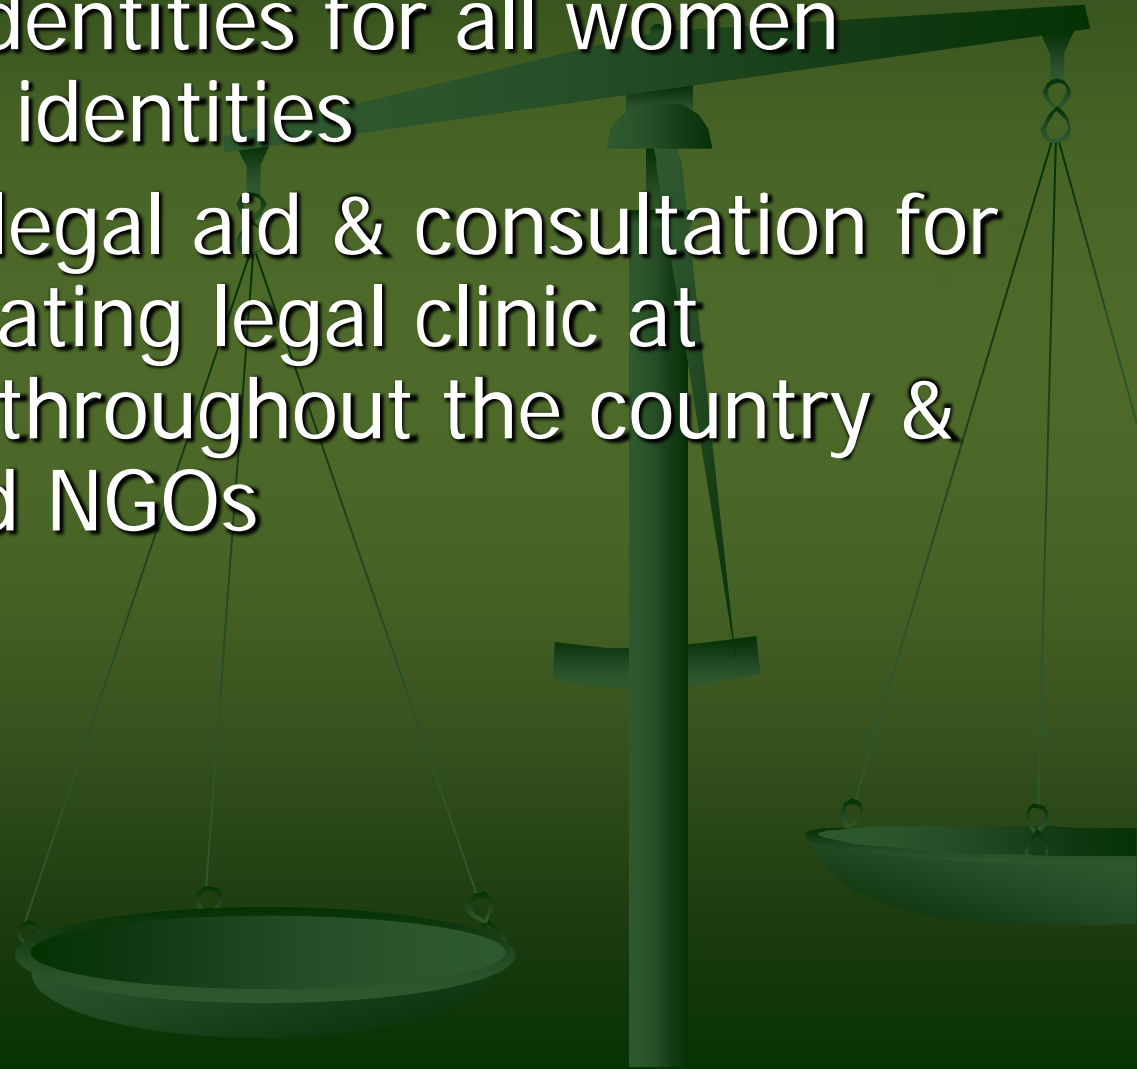 dentities for all women
identities
legal aid & consultation for
ating legal clinic at
throughout the country &
NGOs